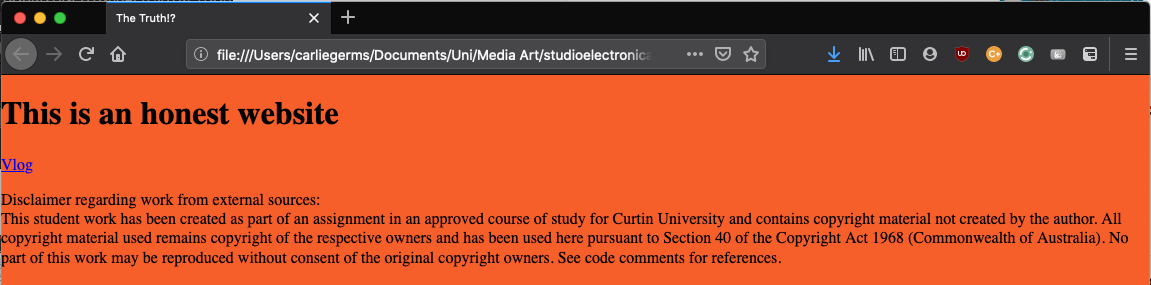 The Truth!?
file:///Users/carliegerms/Documents/Uni/Media Art/studioelectronica
This is an honest website
Vlog
Disclaimer regarding work from external sources:
This student work has been created as part of an assignment in an approved course of study for Curtin University and contains copyright material not created by the author. All
copyright material used remains copyright of the respective owners and has been used here pursuant to Section 40 of the Copyright Act 1968 (Commonwealth of Australia). No
part of this work may be reproduced without consent of the original copyright owners. See code comments for references.